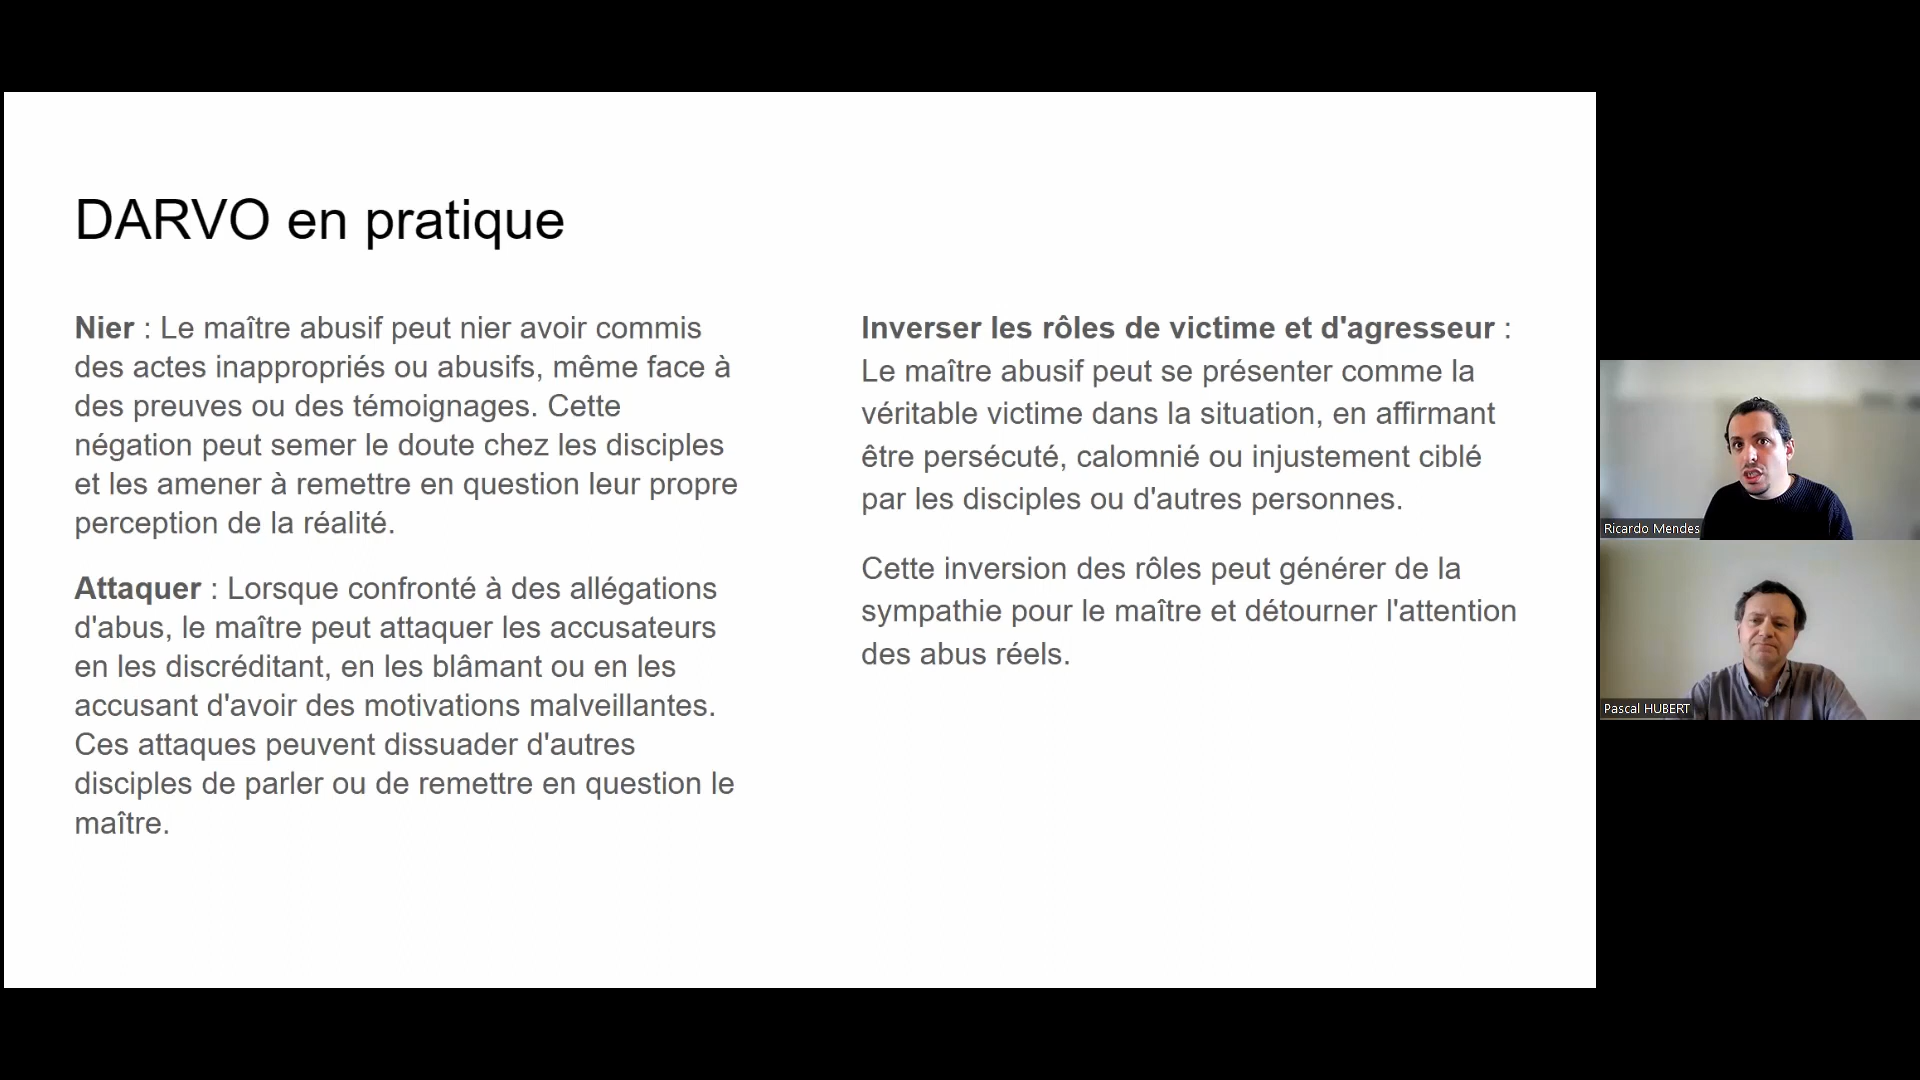 DARVO en pratique
Nier : Le maître abusif peut nier avoir commis
des actes inappropriés ou abusifs, même face à
des preuves ou des témoignages. Cette
négation peut semer le doute chez les disciples
et les amener à remettre en question leur propre
perception de la réalité.
Attaquer : Lorsque confronté à des allégations
d'abus, le maître peut attaquer les accusateurs
en les discréditant, en les blâmant ou en les
accusant d'avoir des motivations malveillantes.
Ces attaques peuvent dissuader d'autres
disciples de parler ou de remettre en question le
maître.
Inverser les rôles de victime et d'agresseur :
Le maître abusif peut se présenter comme la
véritable victime dans la situation, en affirmant
être persécuté, calomnié ou injustement ciblé
par les disciples ou d'autres personnes.
Cette inversion des rôles peut générer de la
sympathie pour le maître et détourner l'attention
des abus réels.
Ricardo Mendes
Pascal HUBERT